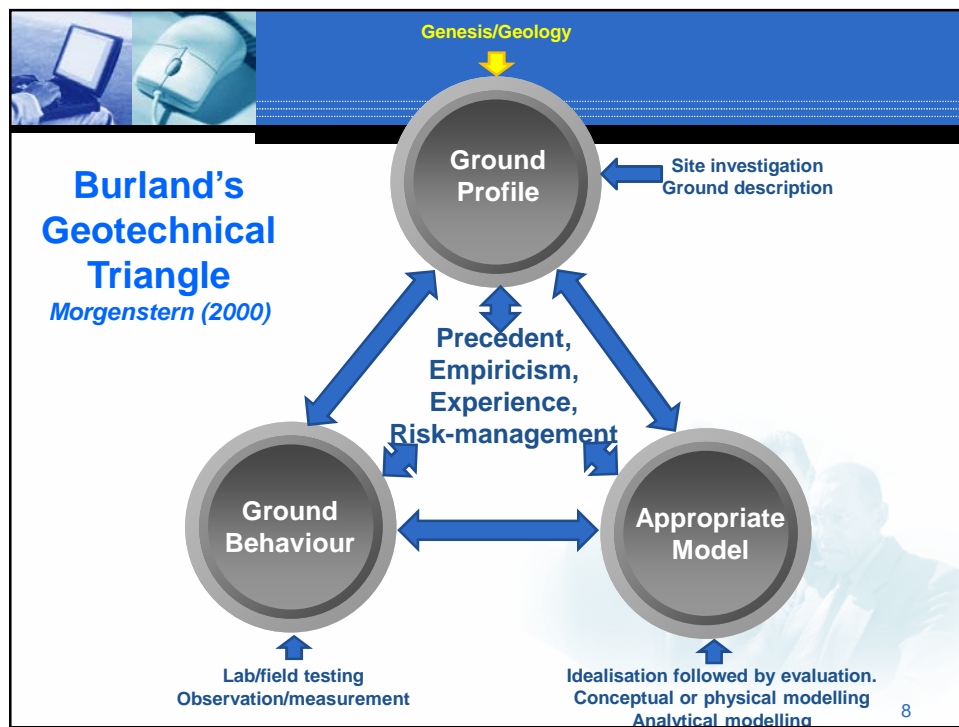 Genesis/Geology
Ground
Profile
Site investigation
Ground description
Burland’s
Geotechnical
Triangle
Morgenstern (2000)
Precedent,
Empiricism,
Experience,
Risk-management
Ground
Behaviour
Appropriate
Model
Lab/field testing
Observation/measurement
Idealisation followed by evaluation.
Conceptual or physical modelling
Analytical modelling
8